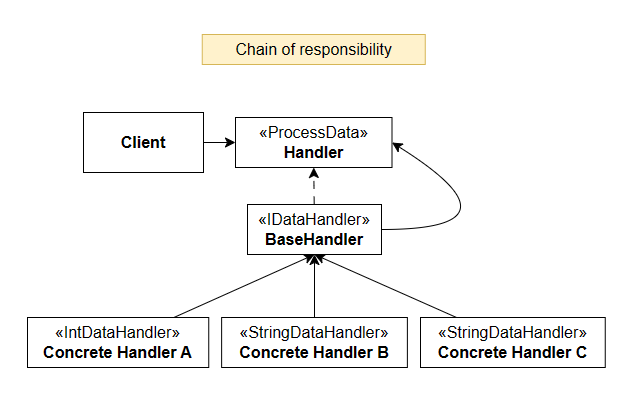 Chain of responsibility
Client
«ProcessData»
Handler
«IDataHandler»
BaseHandler
«IntDataHandler»
Concrete Handler A
«StringDataHandler»
Concrete Handler B
«StringDataHandler»
Concrete Handler C